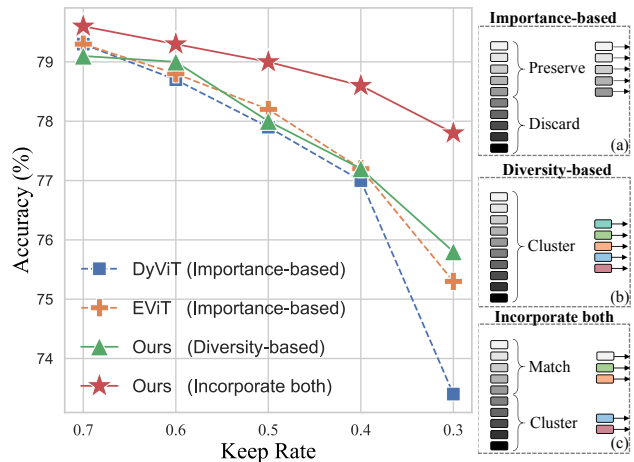 Accuracy (%)
79
78
77
76
75
74
DyViT (Importance-based)
EViT (Importance-based)
Ours (Diversity-based)
Ours (Incorporate both)
0.7 0.6 0.5 0.4 0.3
Keep Rate
Importance-based
Preserve
Discard
(a)
Diversity-based
Cluster
(b)
Incorporate both
Match
Cluster
(c)